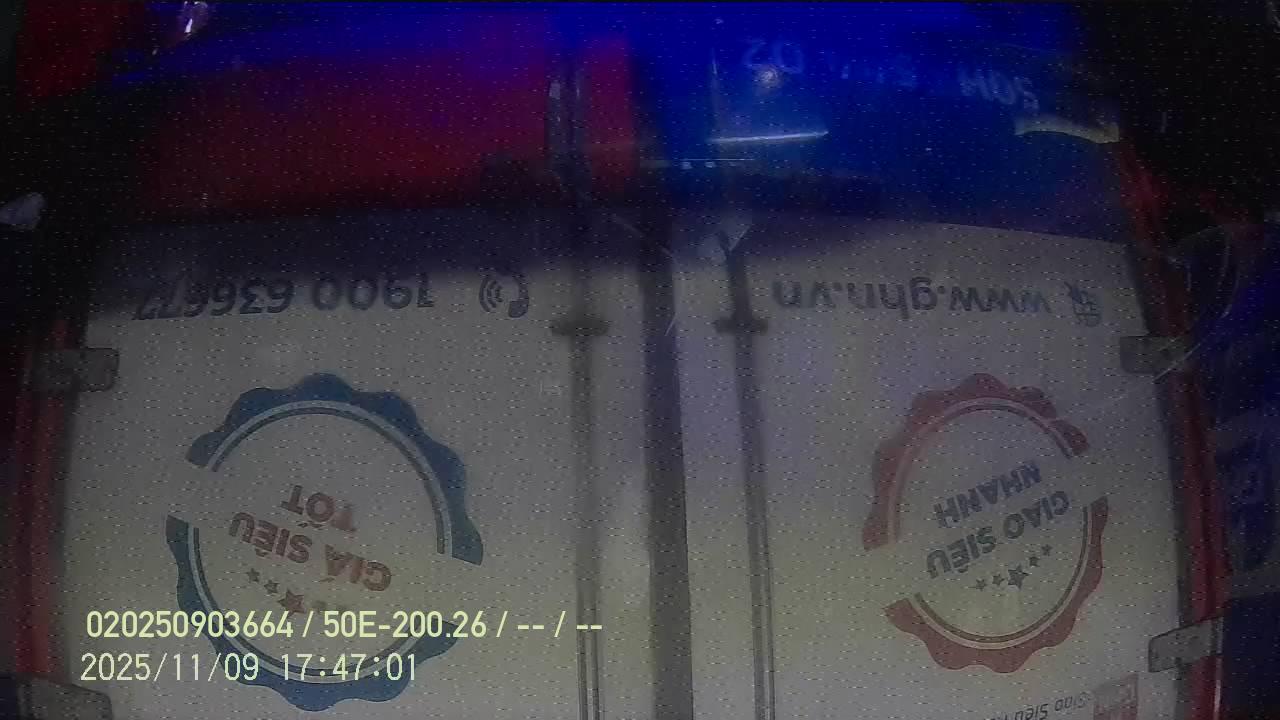 1900 636677
www.ghn.vn
GIÁ SIÊU
TỐT
GIAO SIÊU
NHANH
020250903664 / 50E-200.26 / -- / --
2025/11/09 17:47:01